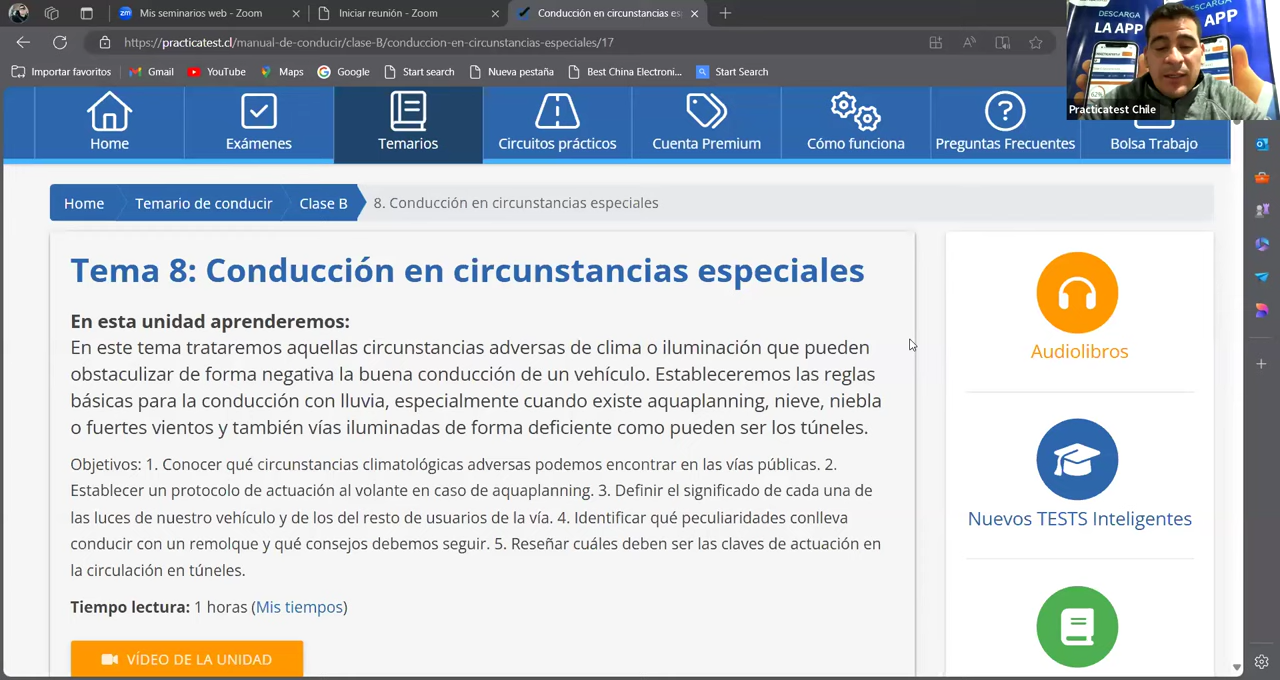 Mis seminarios web - Zoom
Iniciar reunión - Zoom
Conducción en circunstancias es
https://practicatest.cl/manual-de-conducir/clase-B/conduccion-en-circunstancias-especiales/17
Importar favoritos
Gmail
YouTube
Maps
Google
Start search
Nueva pestaña
Best China Electroni...
Start Search
DESCARGA
LA APP
DESCARGA
APP
Practicatest Chile
Home
Exámenes
Temarios
Circuitos prácticos
Cuenta Premium
Cómo funciona
Preguntas Frecuentes
Bolsa Trabajo
Home
Temario de conducir
Clase B
8. Conducción en circunstancias especiales
Tema 8: Conducción en circunstancias especiales
En esta unidad aprenderemos:
En este tema trataremos aquellas circunstancias adversas de clima o iluminación que pueden
obstaculizar de forma negativa la buena conducción de un vehículo. Estableceremos las reglas
básicas para la conducción con lluvia, especialmente cuando existe aquaplanning, nieve, niebla
o fuertes vientos y también vías iluminadas de forma deficiente como pueden ser los túneles.
Objetivos: 1. Conocer qué circunstancias climatológicas adversas podemos encontrar en las vías públicas. 2.
Establecer un protocolo de actuación al volante en caso de aquaplanning. 3. Definir el significado de cada una de
las luces de nuestro vehículo y de los del resto de usuarios de la vía. 4. Identificar qué peculiaridades conlleva
conducir con un remolque y qué consejos debemos seguir. 5. Reseñar cuáles deben ser las claves de actuación en
la circulación en túneles.
Tiempo lectura: 1 horas (Mis tiempos)
VÍDEO DE LA UNIDAD
Audiolibros
Nuevos TESTS Inteligentes